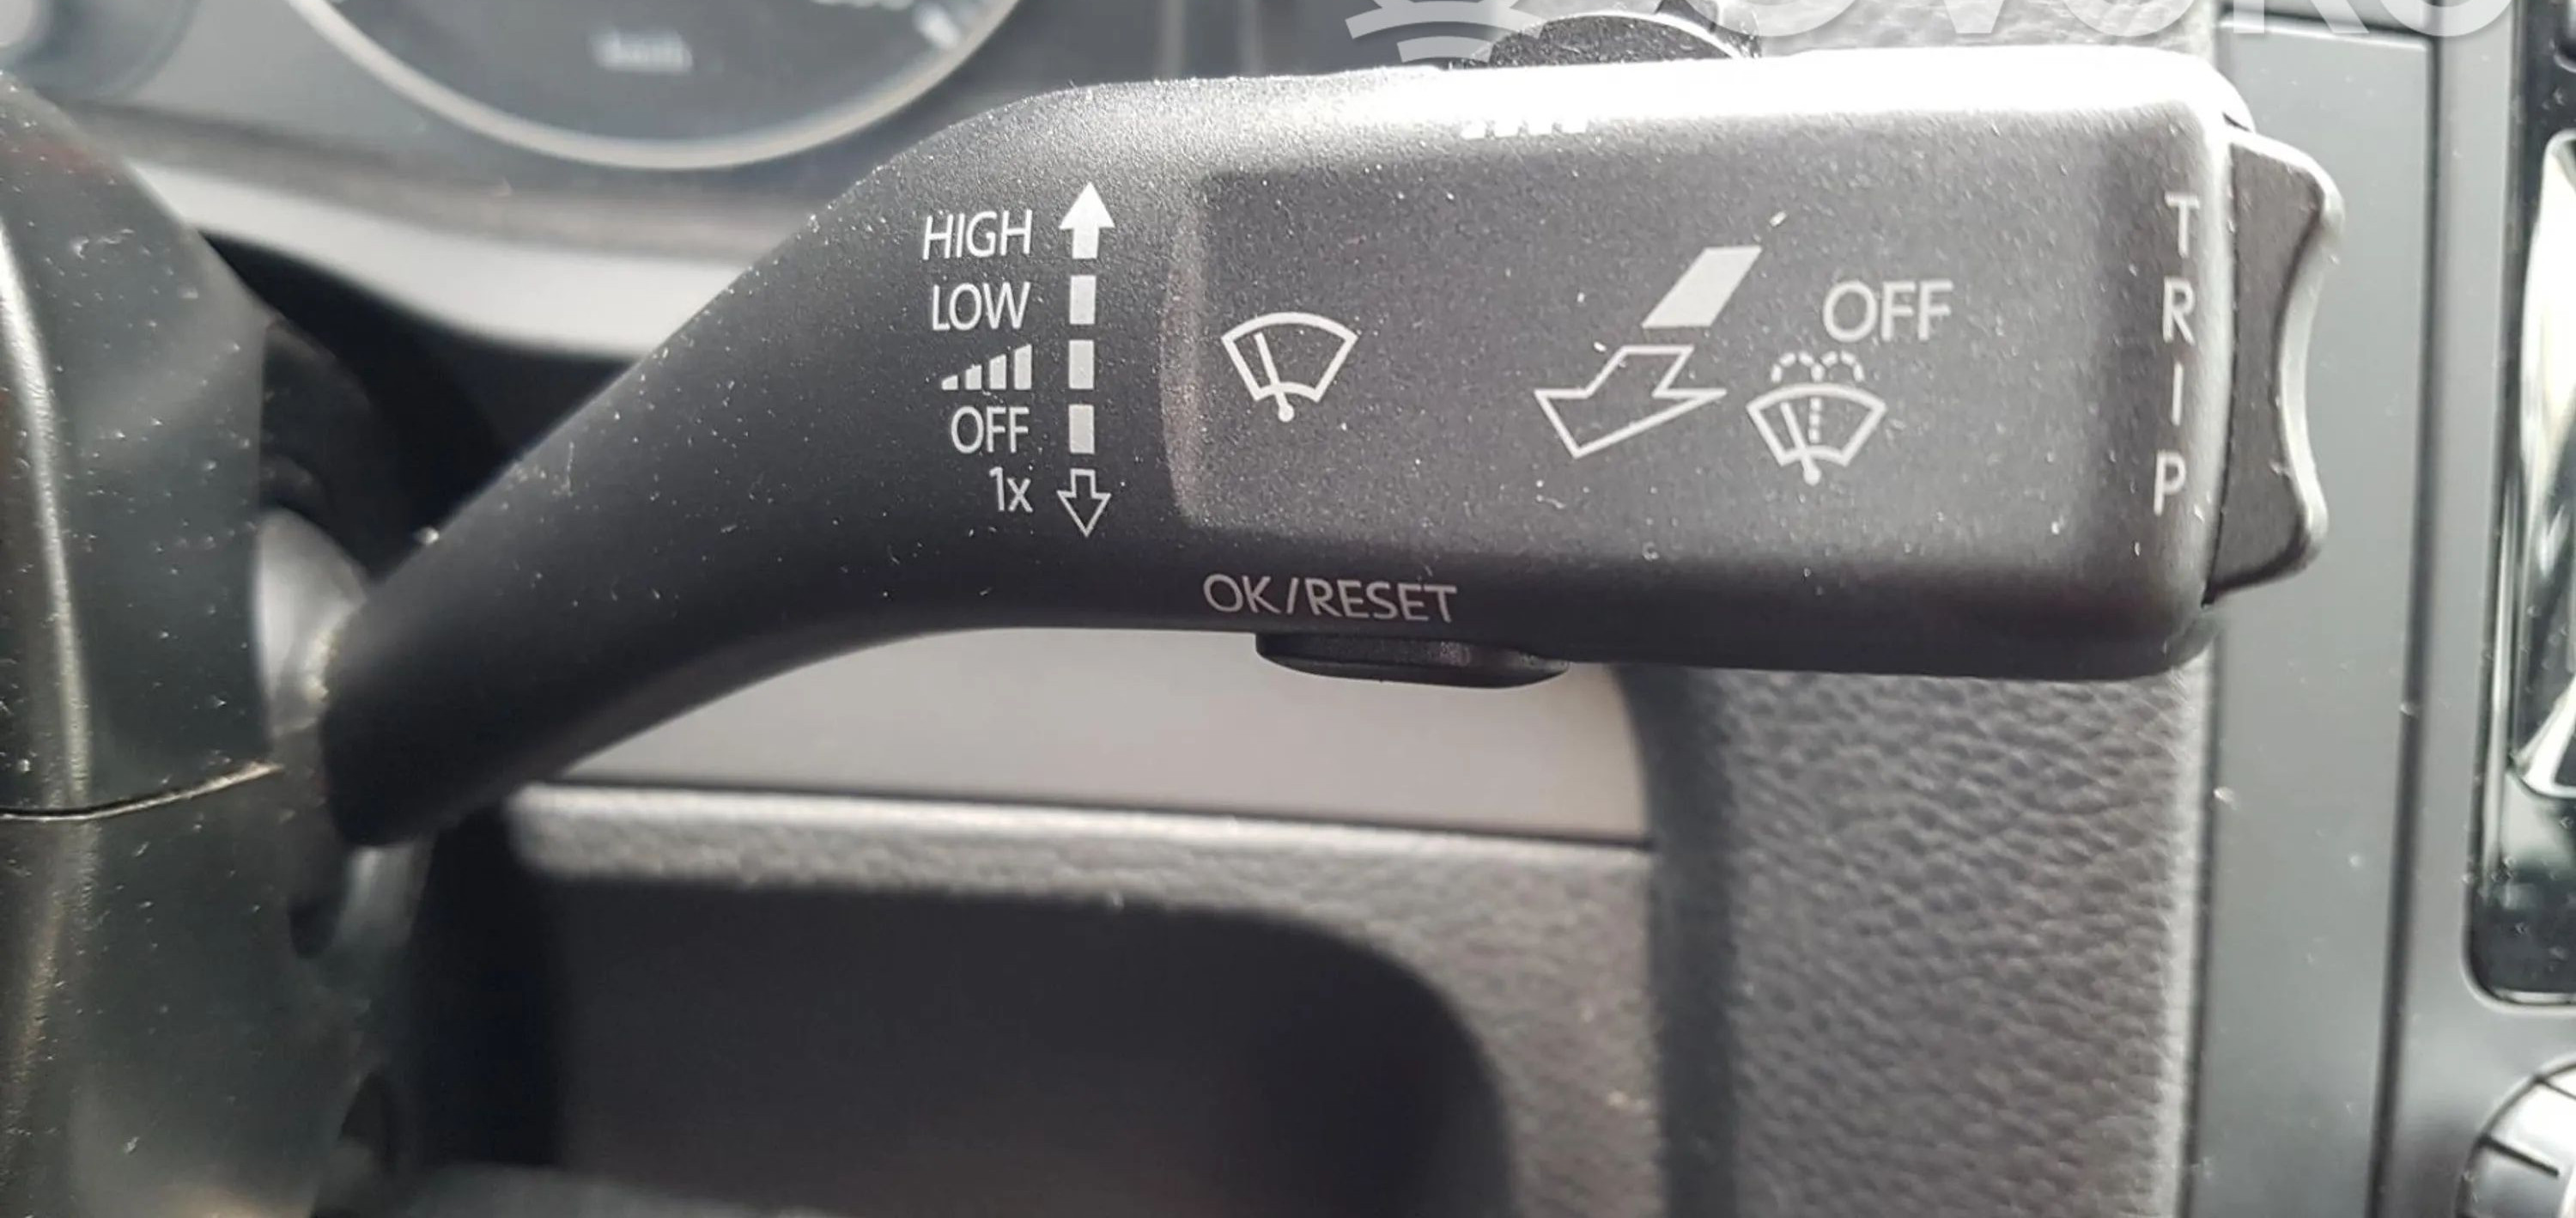 HIGH
LOW
OFF
1x
OFF
TRIP
OK/RESET